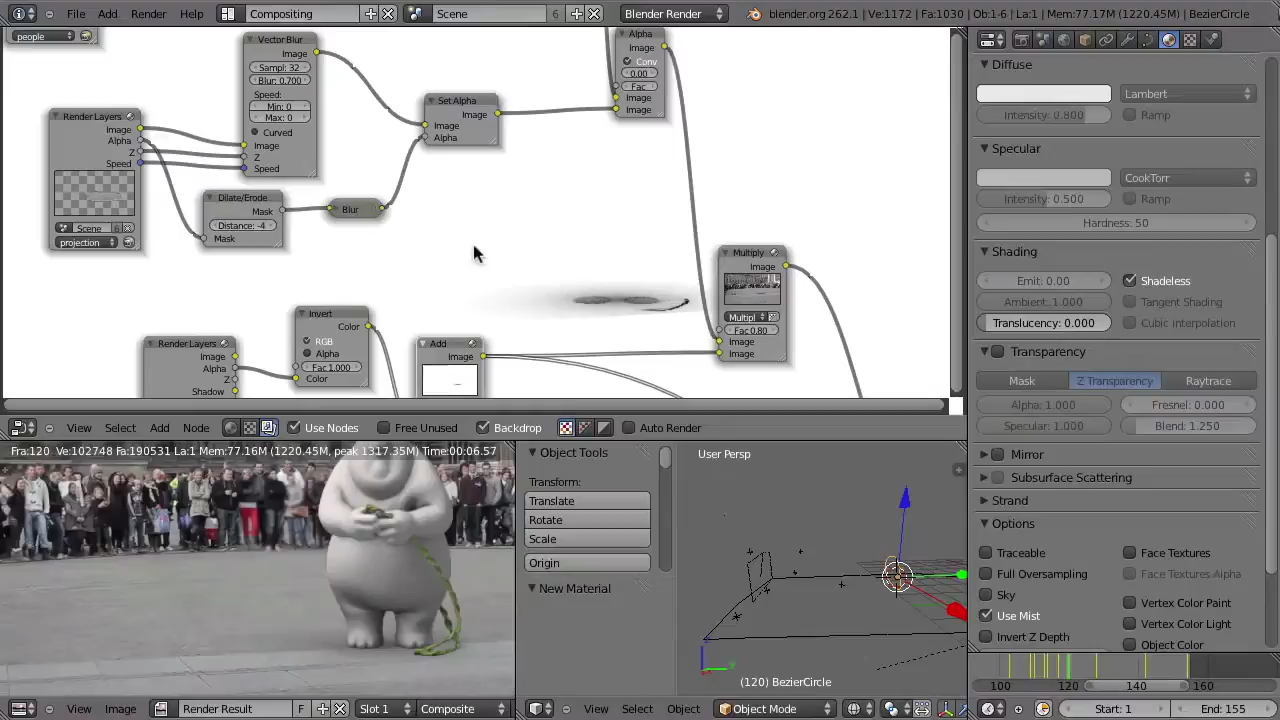 File Add Render Help Compositing Scene 6 Blender Render blender.org 262.1 | Ve:1172 | Fa:1030 | Ob:1-6 | La:1 | Mem:77.17M (1220.45M) | BezierCircle
people
Vector Blur
Image
Sampl: 32
Blur: 0.700
Speed:
Min: 0
Max: 0
Curved
Image
Z
Speed
Render Layers
Image
Alpha
Z
Speed
Scene 6
projection
Dilate/Erode
Mask
Distance: -4
Mask
Blur
Set Alpha
Image
Image
Alpha
Alpha
Image
Conv
0.00
Fac
Image
Image
Multiply
Image
Multipl
Fac 0.80
Image
Image
Render Layers
Image
Alpha
Z
Shadow
Invert
Color
RGB
Alpha
Fac 1.000
Color
Add
Image
View Select Add Node Use Nodes Free Unused Backdrop Auto Render
Fra:120 Ve:102748 Fa:190531 La:1 Mem:77.16M (1220.45M, peak 1317.35M) Time:00:06.57
View Image Render Result F Slot 1 Composite
Object Tools
Transform:
Translate
Rotate
Scale
Origin
New Material
User Persp
(120) BezierCircle
View Select Object Object Mode
Diffuse
Lambert
Intensity: 0.800 Ramp
Specular
CookTorr
Intensity: 0.500 Ramp
Hardness: 50
Shading
Emit: 0.00 Shadeless
Ambient: 1.000 Tangent Shading
Translucency: 0.000 Cubic interpolation
Transparency
Mask Z Transparency Raytrace
Alpha: 1.000 Fresnel: 0.000
Specular: 1.000 Blend: 1.250
Mirror
Subsurface Scattering
Strand
Options
Traceable Face Textures
Full Oversampling Face Textures Alpha
Sky Vertex Color Paint
Use Mist Vertex Color Light
Invert Z Depth Object Color
100 120 140 160
Start: 1 End: 155